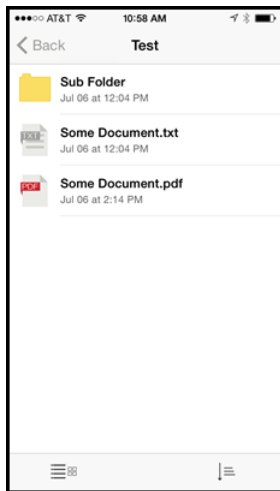 AT&T 10:58 AM
Back Test
Sub Folder
Jul 06 at 12:04 PM
TXT Some Document.txt
Jul 06 at 12:04 PM
PDF Some Document.pdf
Jul 06 at 2:14 PM